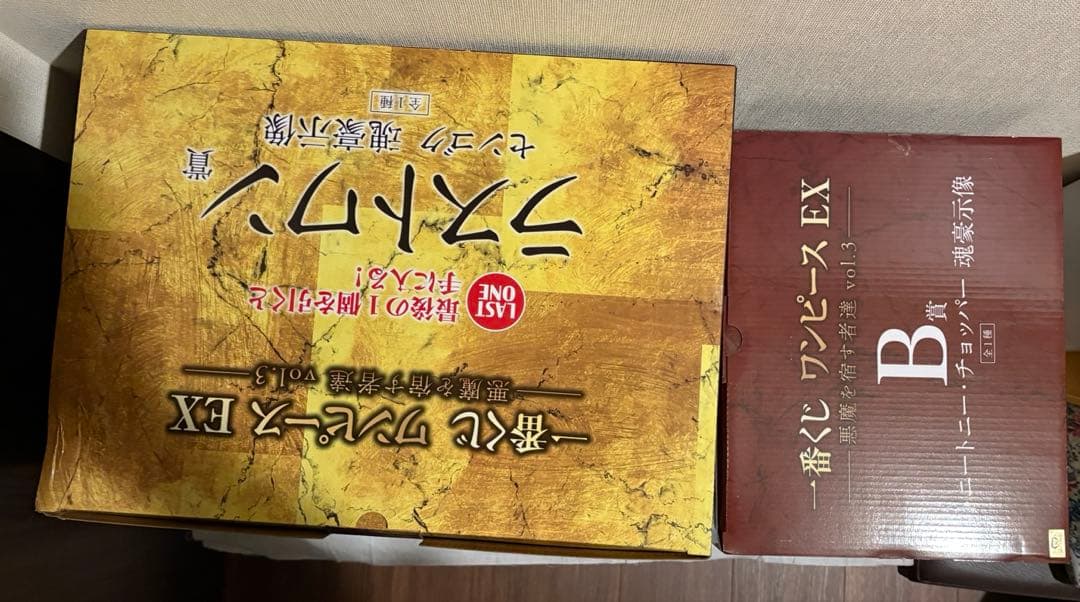 一番くじ ワンピース EX
悪魔を宿す者達 vol.3
LAST
ONE
最後の1個を引くと
手に入る!
ラストワン
賞
センゴク 魂豪示像
全1種
一番くじ ワンピース EX
悪魔を宿す者達 vol.3
B賞
トニートニー・チョッパー 魂豪示像
全1種